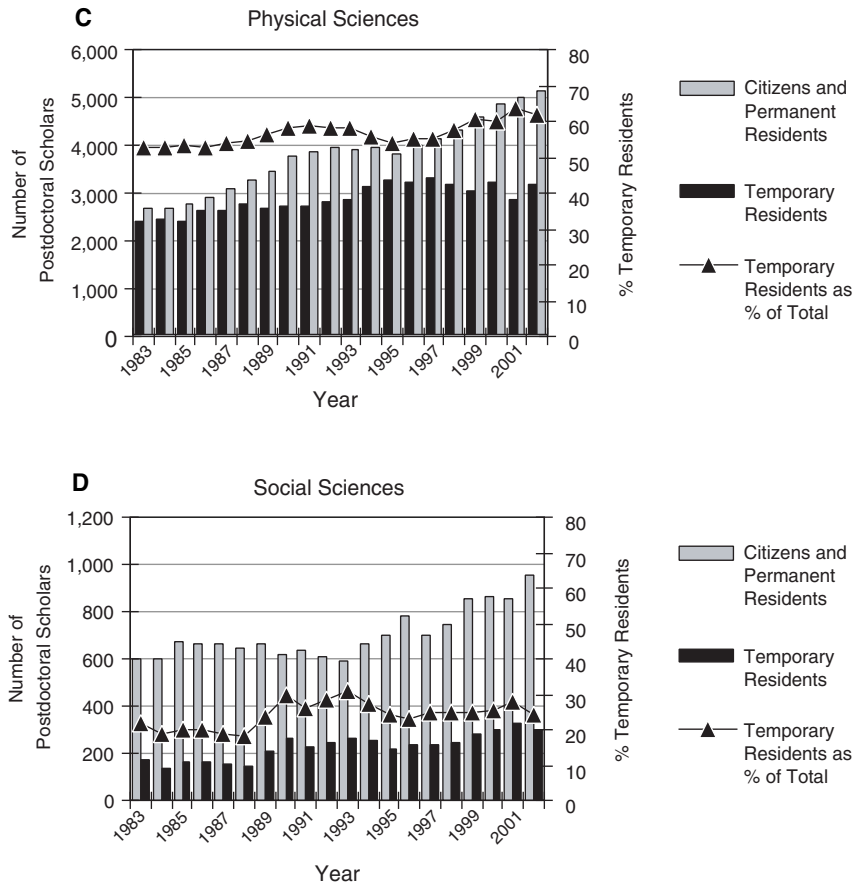 C
Physical Sciences
6,000
5,000
4,000
3,000
2,000
1,000
0
Number of
Postdoctoral Scholars
80
70
60
50
40
30
20
10
0
% Temporary Residents
1983
1985
1987
1989
1991
1993
1995
1997
1999
2001
Year
Citizens and
Permanent
Residents
Temporary
Residents
Temporary
Residents as
% of Total
D
Social Sciences
1,200
1,000
800
600
400
200
0
Number of
Postdoctoral Scholars
80
70
60
50
40
30
20
10
0
% Temporary Residents
1983
1985
1987
1989
1991
1993
1995
1997
1999
2001
Year
Citizens and
Permanent
Residents
Temporary
Residents
Temporary
Residents as
% of Total